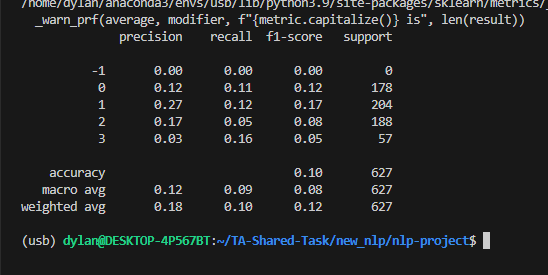 /home/dylan/anaconda3/envs/usb/lib/python3.9/site-packages/sklearn/metrics/
_warn_prf(average, modifier, f"{metric.capitalize()} is", len(result))
precision recall f1-score support
-1 0.00 0.00 0.00 0
0 0.12 0.11 0.12 178
1 0.27 0.12 0.17 204
2 0.17 0.05 0.08 188
3 0.03 0.16 0.05 57
accuracy 0.10 627
macro avg 0.12 0.09 0.08 627
weighted avg 0.18 0.10 0.12 627
(usb) dylan@DESKTOP-4P567BT:~/TA-Shared-Task/new_nlp/nlp-project$